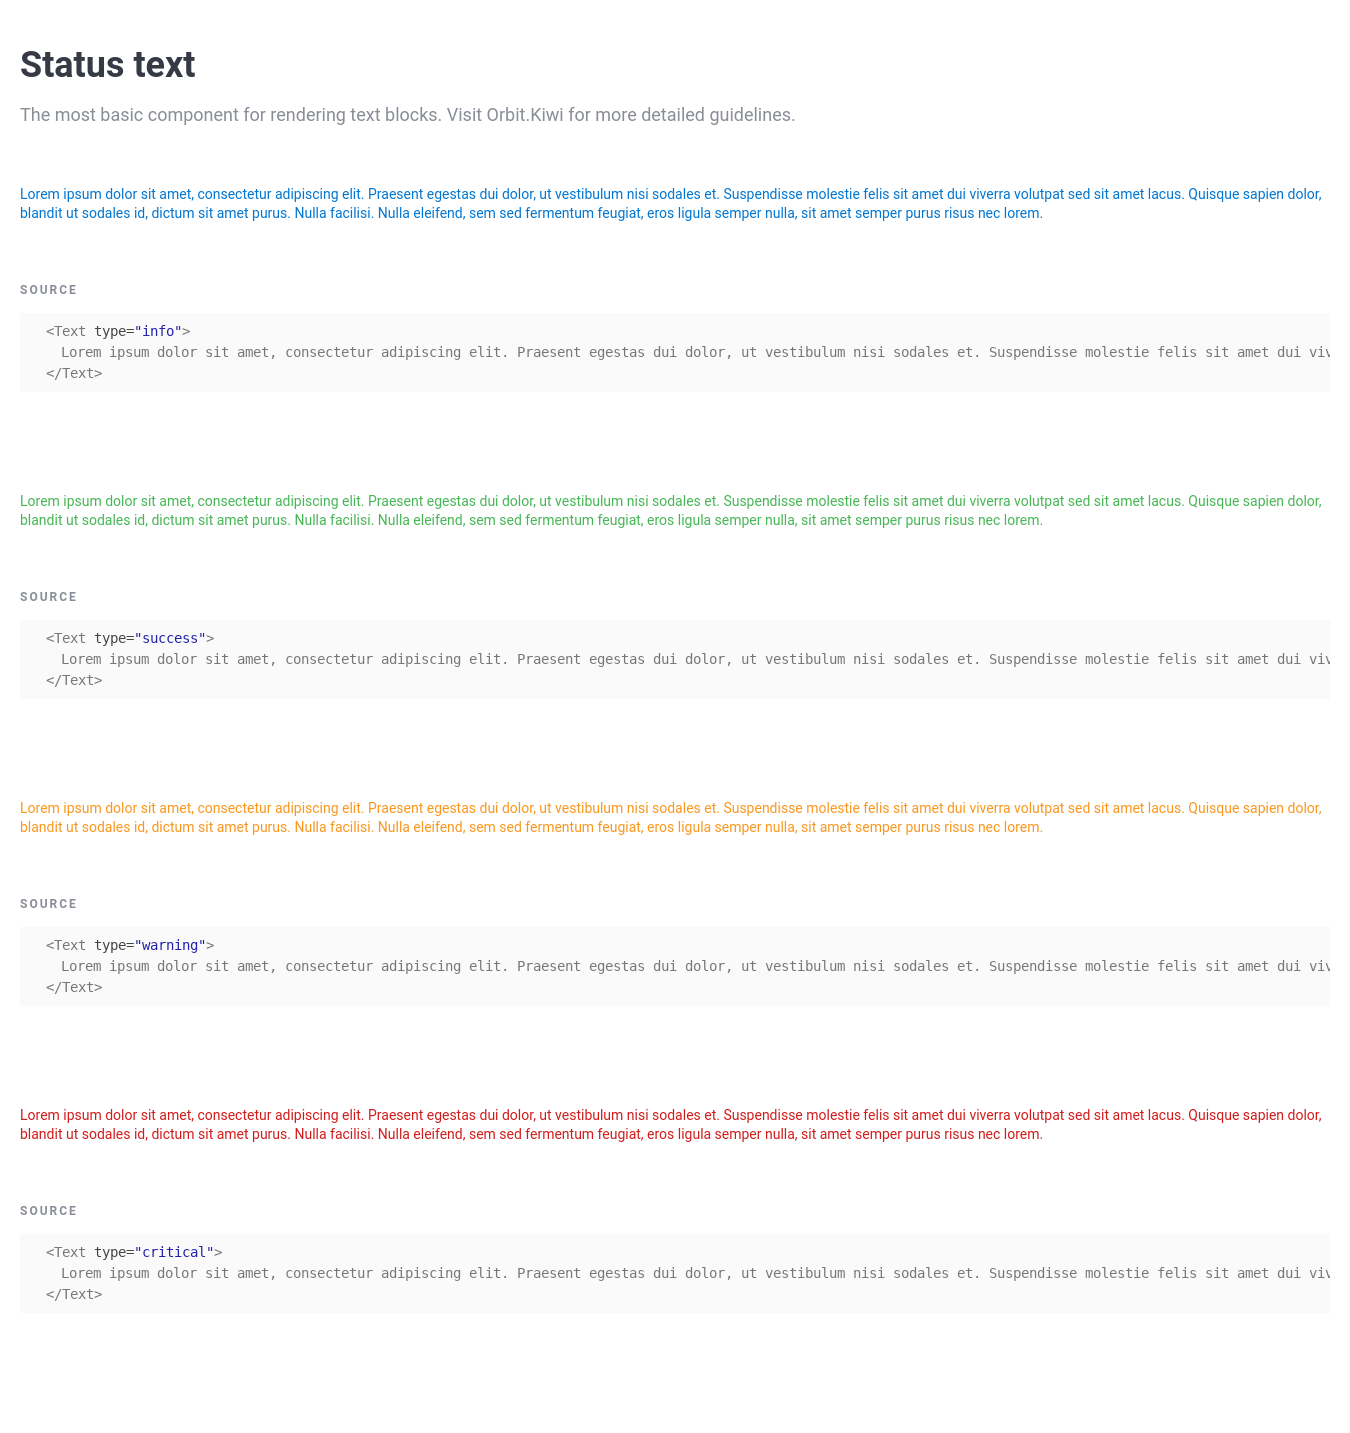 Status text
The most basic component for rendering text blocks. Visit Orbit.Kiwi for more detailed guidelines.
Lorem ipsum dolor sit amet, consectetur adipiscing elit. Praesent egestas dui dolor, ut vestibulum nisi sodales et. Suspendisse molestie felis sit amet dui viverra volutpat sed sit amet lacus. Quisque sapien dolor,
blandit ut sodales id, dictum sit amet purus. Nulla facilisi. Nulla eleifend, sem sed fermentum feugiat, eros ligula semper nulla, sit amet semper purus risus nec lorem.
SOURCE
<Text type="info">
Lorem ipsum dolor sit amet, consectetur adipiscing elit. Praesent egestas dui dolor, ut vestibulum nisi sodales et. Suspendisse molestie felis sit amet dui viv
</Text>
Lorem ipsum dolor sit amet, consectetur adipiscing elit. Praesent egestas dui dolor, ut vestibulum nisi sodales et. Suspendisse molestie felis sit amet dui viverra volutpat sed sit amet lacus. Quisque sapien dolor,
blandit ut sodales id, dictum sit amet purus. Nulla facilisi. Nulla eleifend, sem sed fermentum feugiat, eros ligula semper nulla, sit amet semper purus risus nec lorem.
SOURCE
<Text type="success">
Lorem ipsum dolor sit amet, consectetur adipiscing elit. Praesent egestas dui dolor, ut vestibulum nisi sodales et. Suspendisse molestie felis sit amet dui viv
</Text>
Lorem ipsum dolor sit amet, consectetur adipiscing elit. Praesent egestas dui dolor, ut vestibulum nisi sodales et. Suspendisse molestie felis sit amet dui viverra volutpat sed sit amet lacus. Quisque sapien dolor,
blandit ut sodales id, dictum sit amet purus. Nulla facilisi. Nulla eleifend, sem sed fermentum feugiat, eros ligula semper nulla, sit amet semper purus risus nec lorem.
SOURCE
<Text type="warning">
Lorem ipsum dolor sit amet, consectetur adipiscing elit. Praesent egestas dui dolor, ut vestibulum nisi sodales et. Suspendisse molestie felis sit amet dui viv
</Text>
Lorem ipsum dolor sit amet, consectetur adipiscing elit. Praesent egestas dui dolor, ut vestibulum nisi sodales et. Suspendisse molestie felis sit amet dui viverra volutpat sed sit amet lacus. Quisque sapien dolor,
blandit ut sodales id, dictum sit amet purus. Nulla facilisi. Nulla eleifend, sem sed fermentum feugiat, eros ligula semper nulla, sit amet semper purus risus nec lorem.
SOURCE
<Text type="critical">
Lorem ipsum dolor sit amet, consectetur adipiscing elit. Praesent egestas dui dolor, ut vestibulum nisi sodales et. Suspendisse molestie felis sit amet dui viv
</Text>